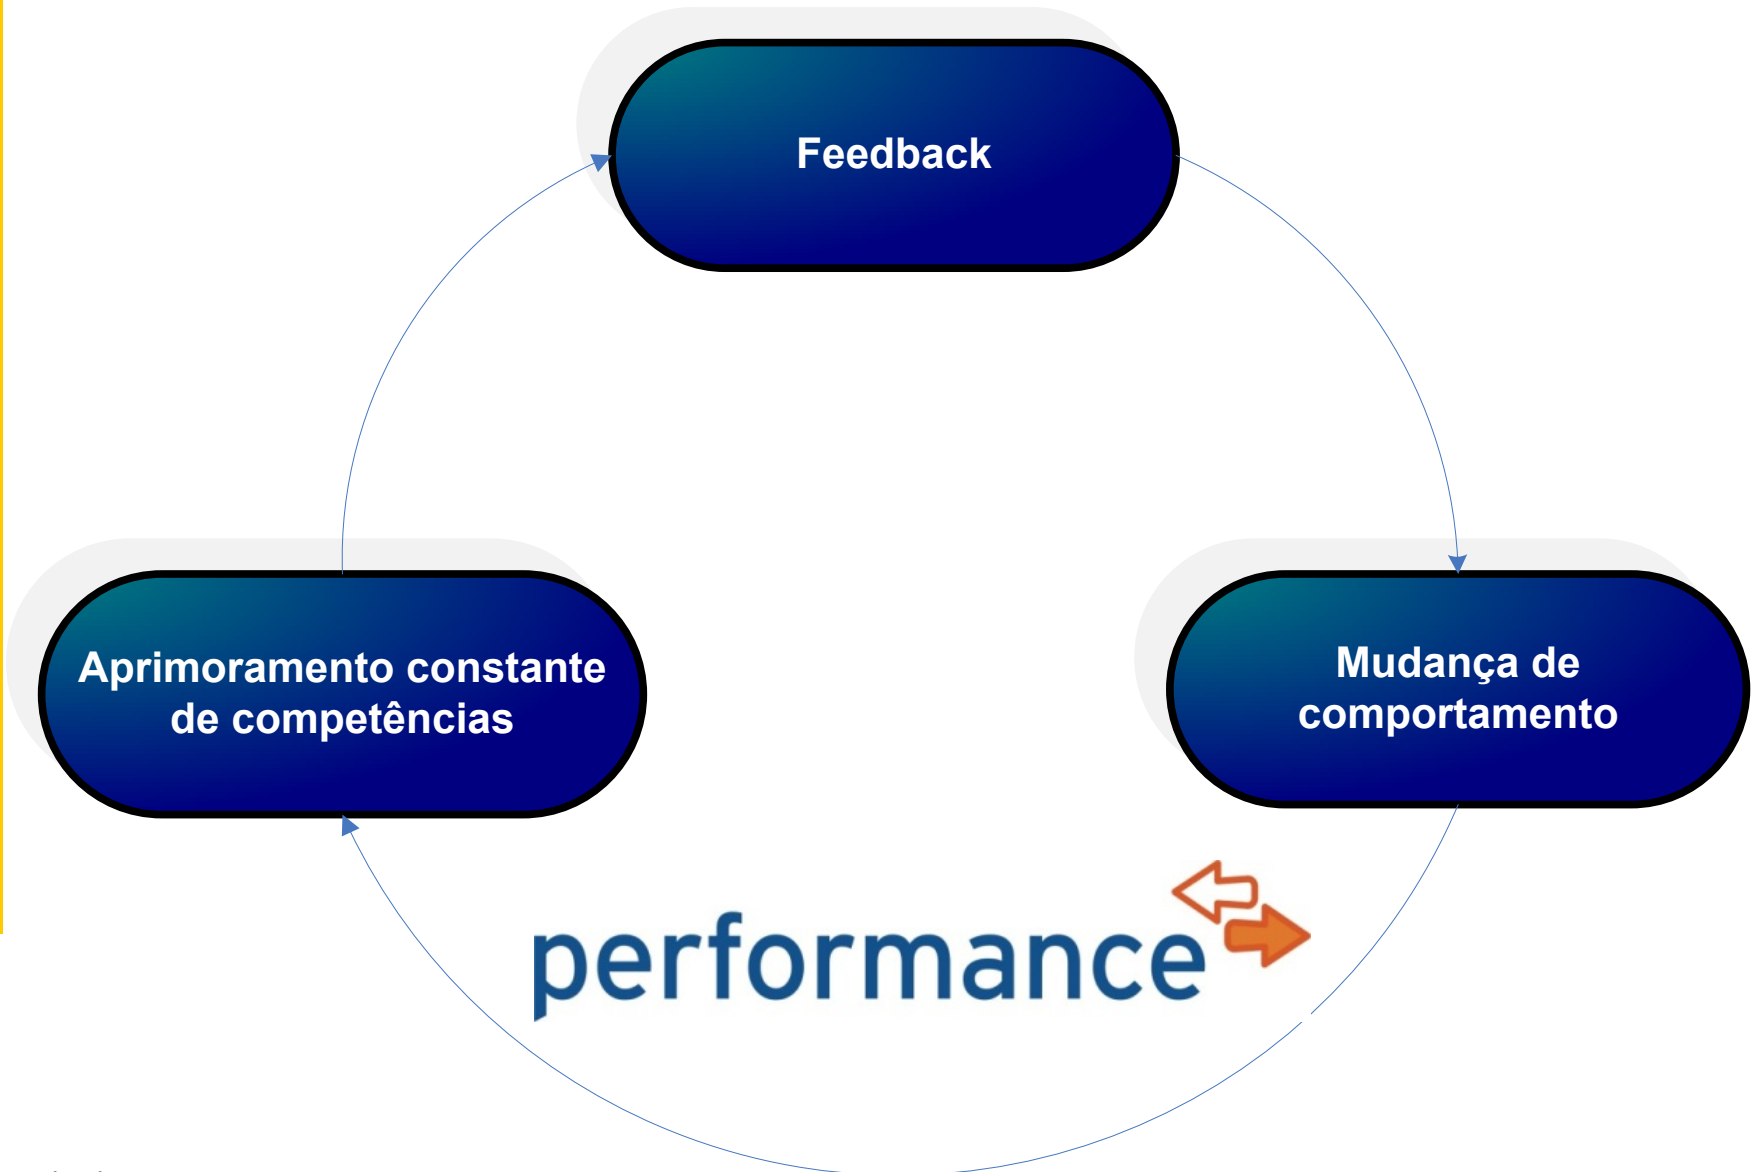 Feedback
Aprimoramento constante
de competências
Mudança de
comportamento
performance